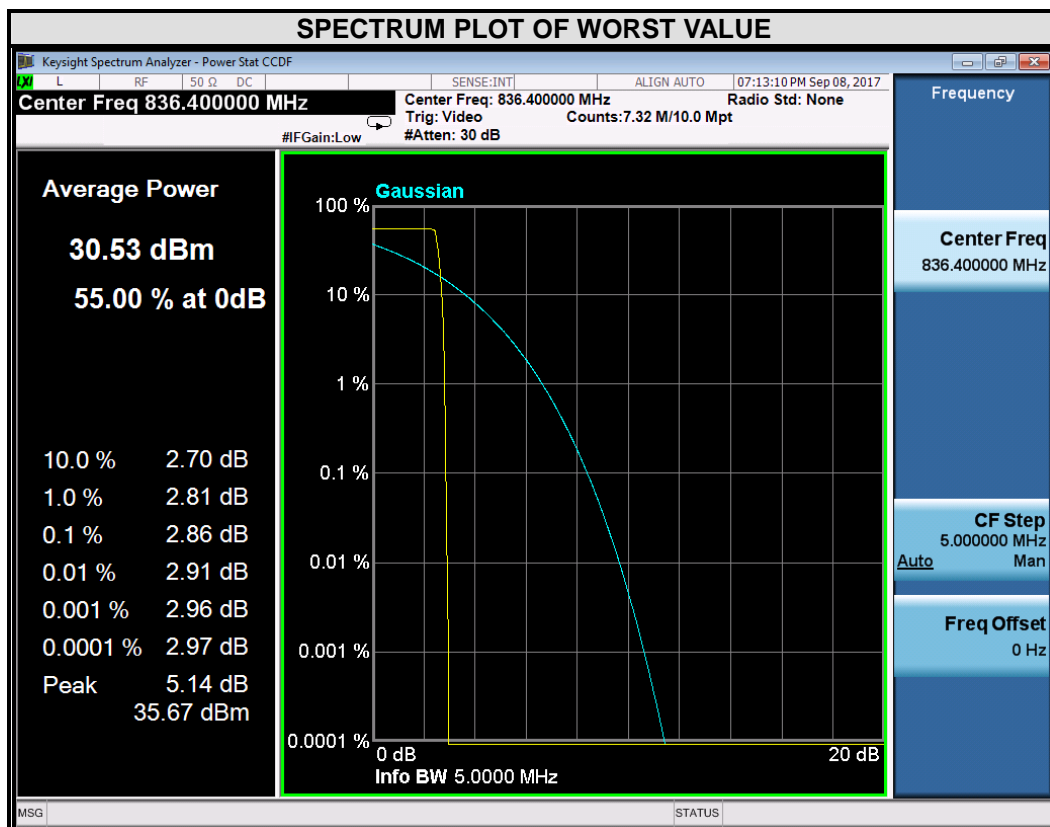 SPECTRUM PLOT OF WORST VALUE
Keysight Spectrum Analyzer - Power Stat CCDF
LXI L RF 50 Ω DC SENSE:INT ALIGN AUTO 07:13:10 PM Sep 08, 2017
Center Freq 836.400000 MHz
Center Freq: 836.400000 MHz Radio Std: None
Trig: Video Counts:7.32 M/10.0 Mpt
#IFGain:Low #Atten: 30 dB
Average Power
30.53 dBm
55.00 % at 0dB
10.0 % 2.70 dB
1.0 % 2.81 dB
0.1 % 2.86 dB
0.01 % 2.91 dB
0.001 % 2.96 dB
0.0001 % 2.97 dB
Peak 5.14 dB
35.67 dBm
Gaussian
100 %
10 %
1 %
0.1 %
0.01 %
0.001 %
0.0001 %
0 dB 20 dB
Info BW 5.0000 MHz
Frequency
Center Freq
836.400000 MHz
CF Step
5.000000 MHz
Auto Man
Freq Offset
0 Hz
MSG STATUS